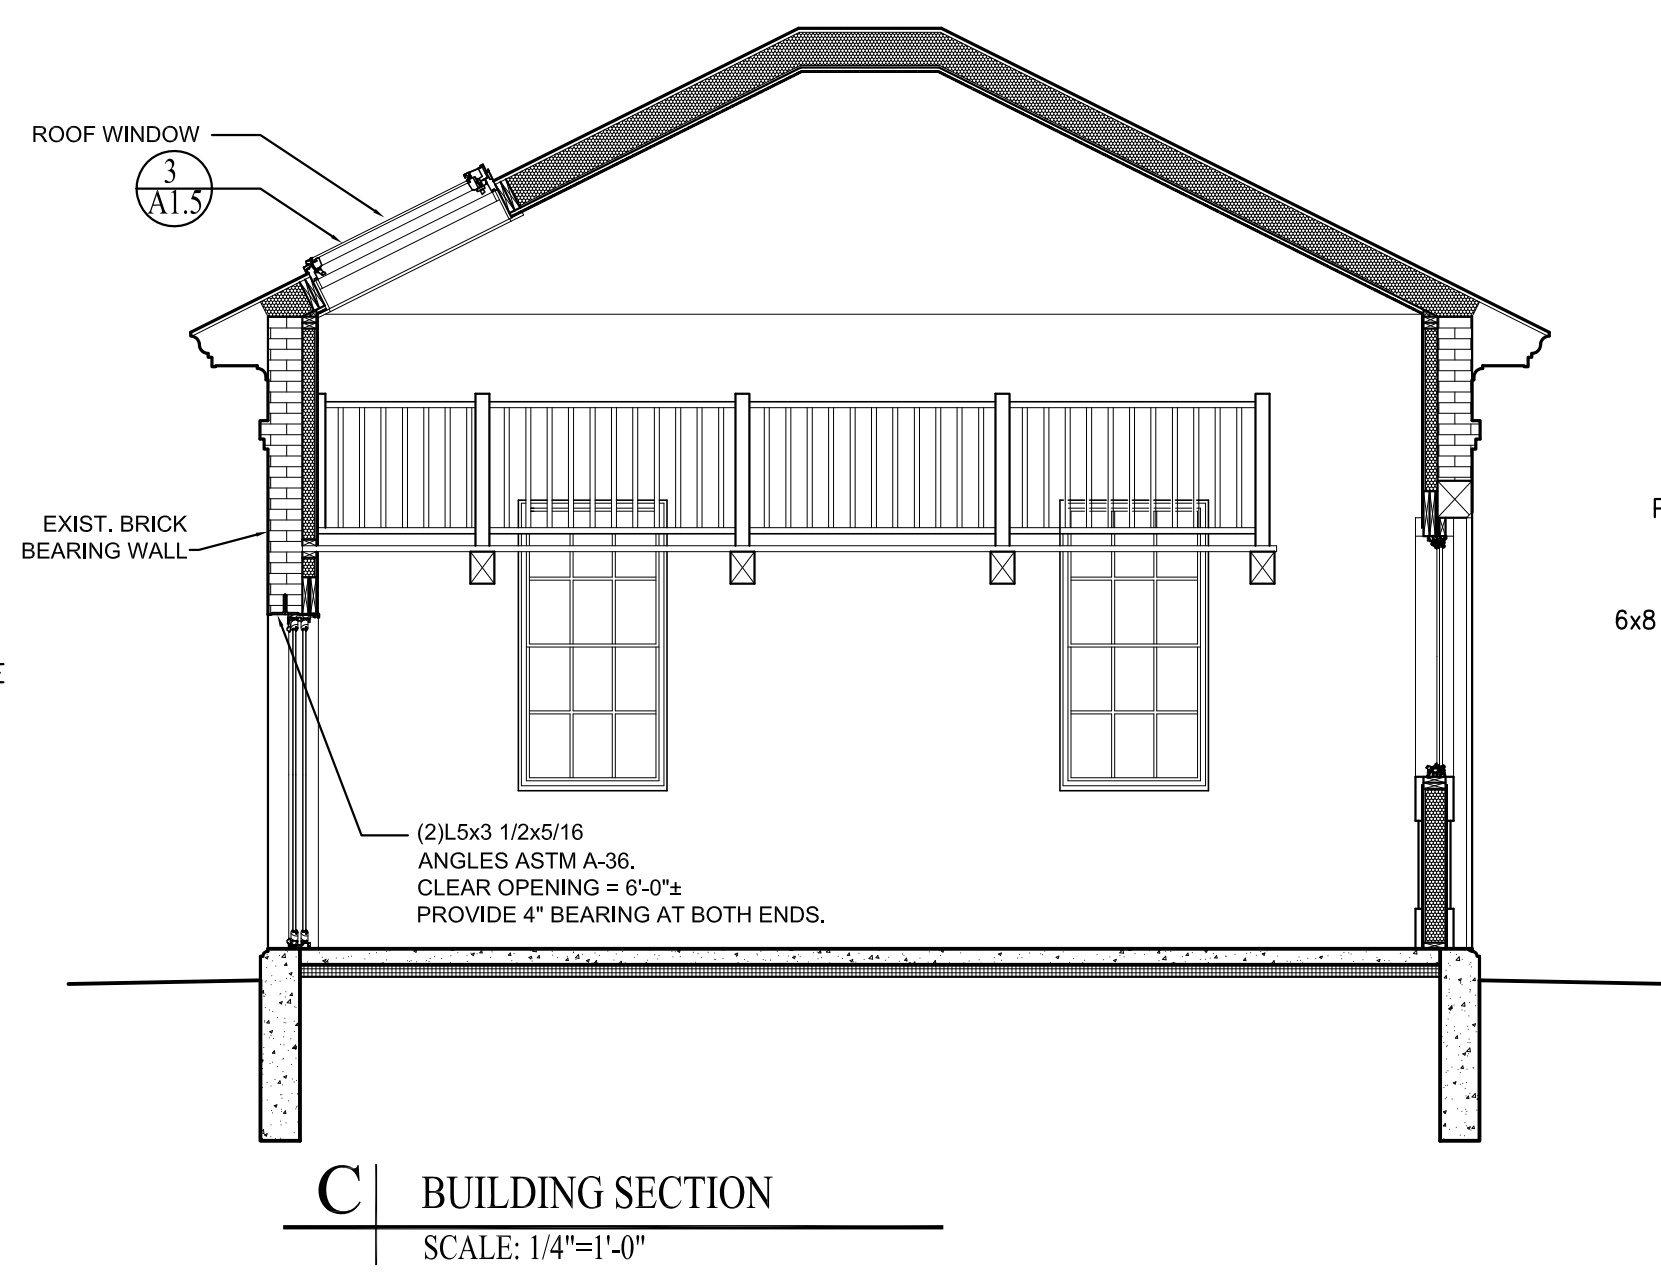 ROOF WINDOW
3
A1.5
EXIST. BRICK
BEARING WALL
6x8
(2)L5x3 1/2x5/16
ANGLES ASTM A-36.
CLEAR OPENING = 6'-0"±
PROVIDE 4" BEARING AT BOTH ENDS.
C
BUILDING SECTION
SCALE: 1/4"=1'-0"